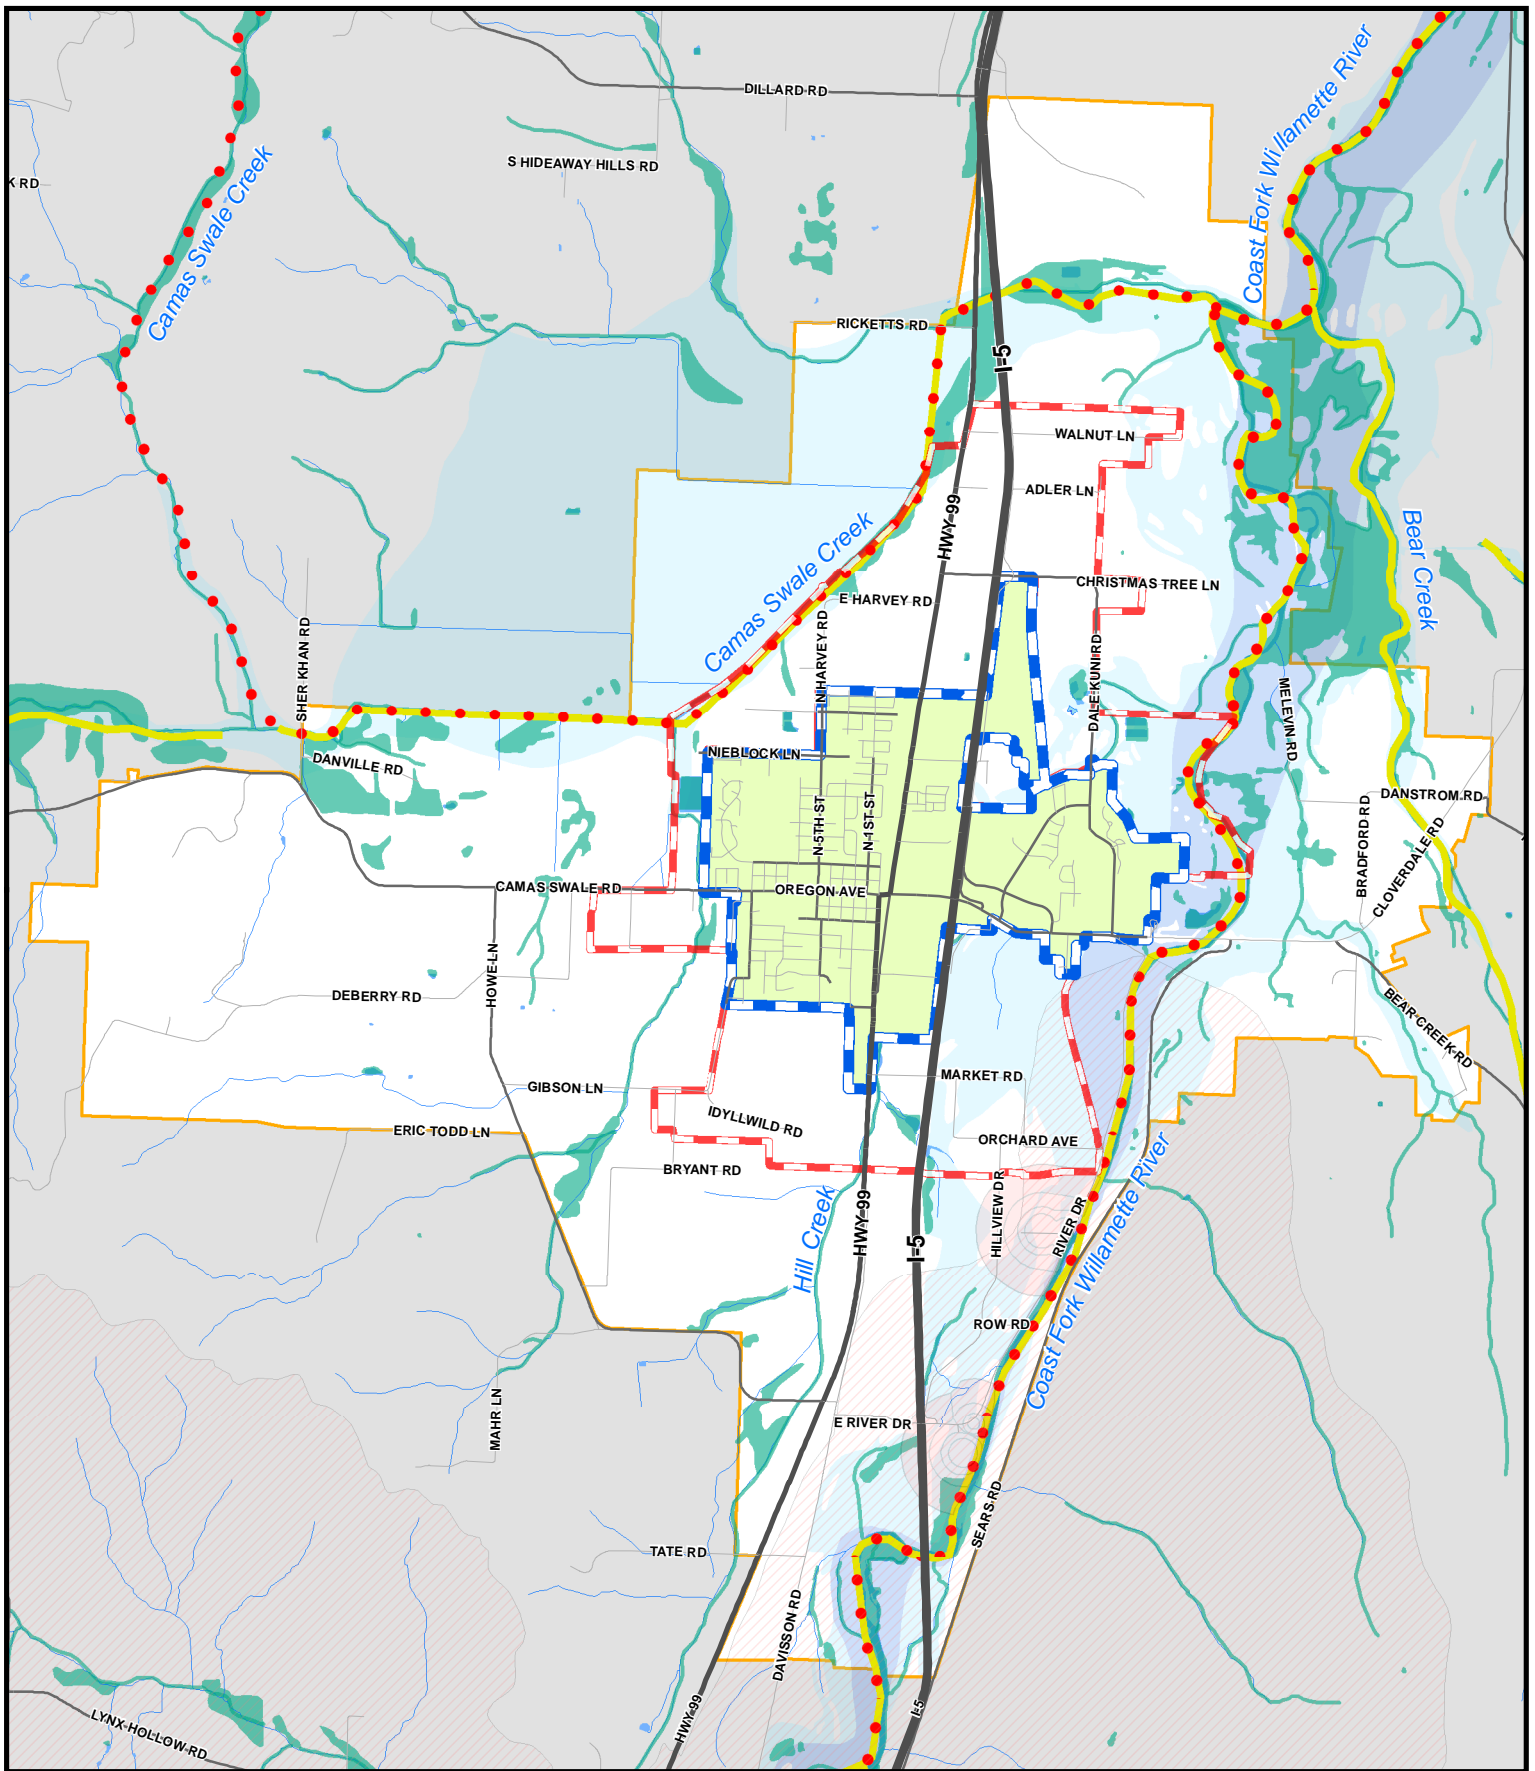 DILLARD RD
Coast Fork Willamette River
S HIDEAWAY HILLS RD
K RD
Camas Swale Creek
RICKETTS RD
I-5
WALNUT LN
ADLER LN
HWY 99
Camas Swale Creek
Bear Creek
CHRISTMAS TREE LN
E HARVEY RD
N HARVEY RD
SHER KHAN RD
DALE KUNI RD
MELEVIN RD
NIEBLOCK LN
DANVILLE RD
DANSTROM RD
N 5TH ST
N 1ST ST
BRADFORD RD
CLOVERDALE RD
CAMAS SWALE RD
OREGON AVE
HOWE LN
DEBERRY RD
BEAR CREEK RD
MARKET RD
GIBSON LN
IDYLLWILD RD
ERIC TODD LN
ORCHARD AVE
BRYANT RD
HILLVIEW DR
RIVER DR
Hill Creek
HWY 99
I-5
Coast Fork Willamette River
ROW RD
MAHR LN
E RIVER DR
SEARS RD
TATE RD
DAVISSON RD
HWY 99
I-5
LYNX HOLLOW RD